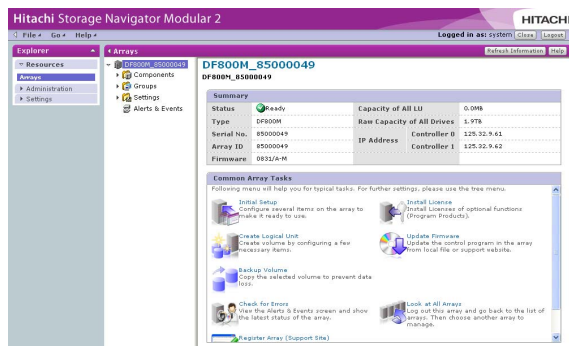 Hitachi Storage Navigator Modular 2
HITACHI
File Go Help
Logged in as: system Close Logout
Explorer
Arrays
Refresh Information Help
Resources
Arrays
Administration
Settings
DF800M_85000049
Components
Groups
Settings
Alerts & Events
DF800M_85000049
DF800M_85000049
Summary
Status Ready Capacity of All LU 0.0MB
Type DF800M Raw Capacity of All Drives 1.9TB
Serial No. 85000049 IP Address Controller 0 125.32.9.61
Array ID 85000049 Controller 1 125.32.9.62
Firmware 0831/A-M
Common Array Tasks
Following menu will help you for typical tasks. For further settings, please use the tree menu.
Initial Setup
Configure several items on the array to
make it ready to use.
Install License
Install Licenses of optional functions
(Program Products).
Create Logical Unit
Create volume by configuring a few
necessary items.
Update Firmware
Update the control program in the array
from local file or support website.
Backup Volume
Copy the selected volume to prevent data
loss.
Check for Errors
View the Alerts & Events screen and show
the latest status of the array.
Look at All Arrays
Log out this array and go back to the list of
arrays. Then choose another array to
manage.
Register Array (Support Site)